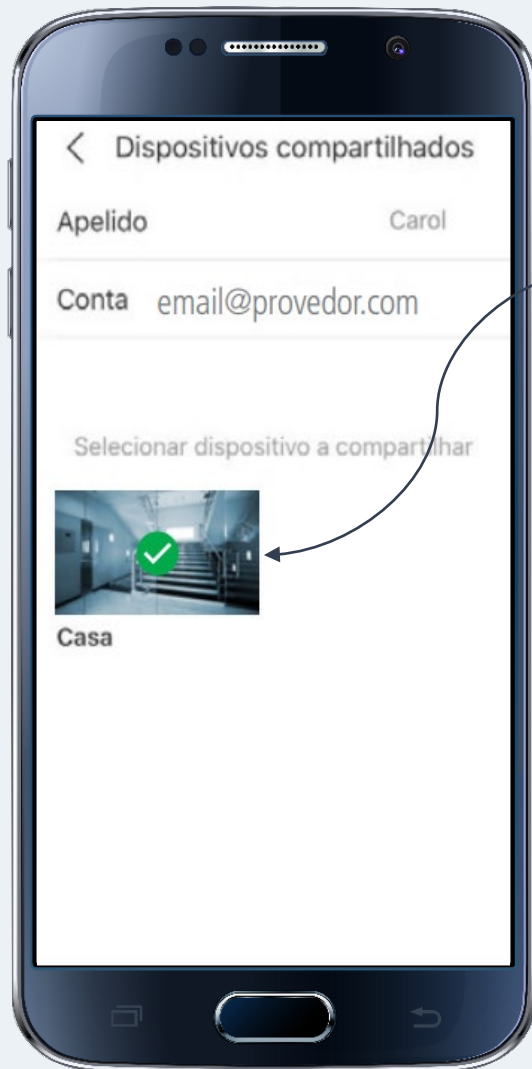 Dispositivos compartilhados
Apelido Carol
Conta email@provedor.com
Selecionar dispositivo a compartilhar
Casa